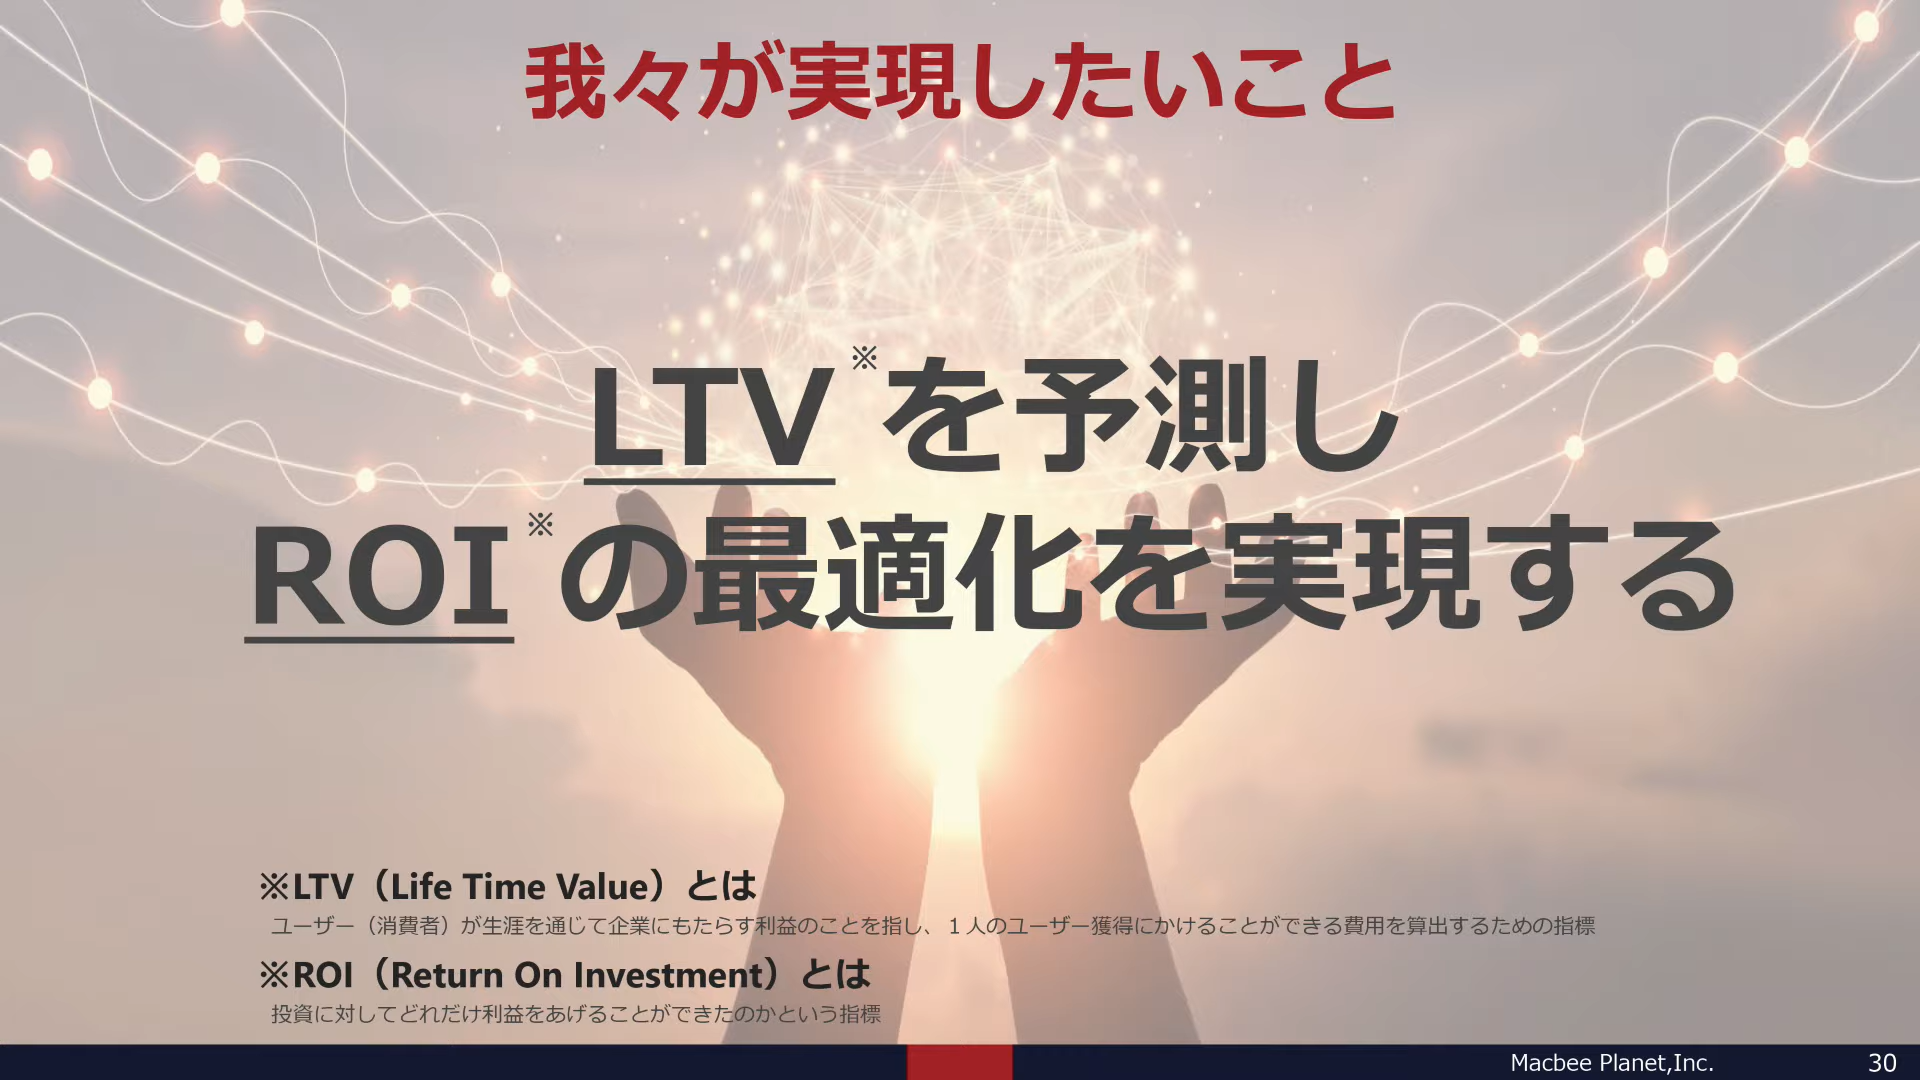 我々が実現したいこと
LTV※を予測し
ROI※の最適化を実現する
※LTV（Life Time Value）とは
ユーザー（消費者）が生涯を通じて企業にもたらす利益のことを指し、１人のユーザー獲得にかけることができる費用を算出するための指標
※ROI（Return On Investment）とは
投資に対してどれだけ利益をあげることができたのかという指標
Macbee Planet,Inc. 30